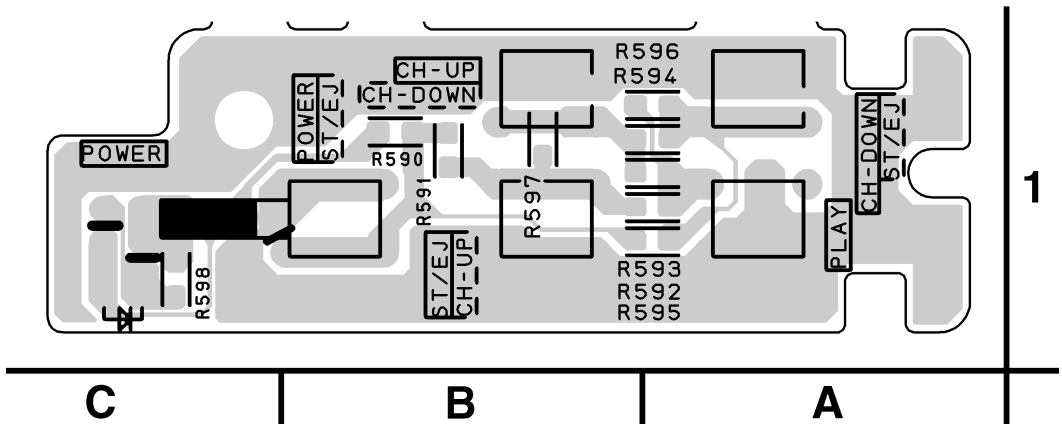 R596
CH-UP
R594
CH-DOWN
POWER
ST/EJ
CH-DOWN
ST/EJ
POWER
R590
R591
R597
1
PLAY
ST/EJ
CH-UP
R598
R593
R592
R595
C
B
A